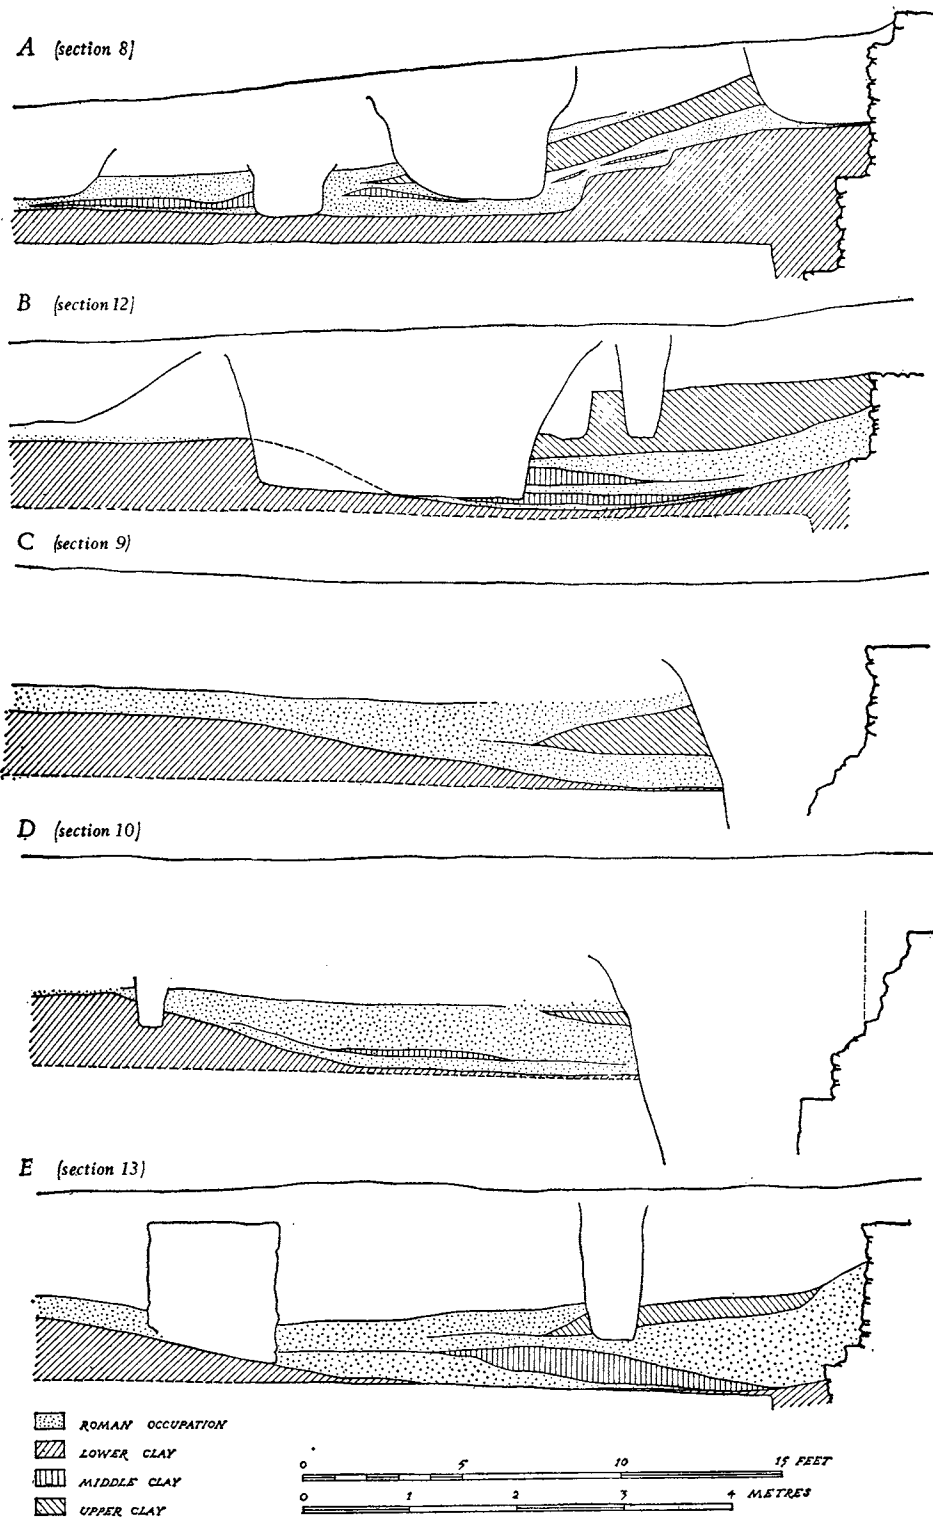 A (section 8)
B (section 12)
C (section 9)
D (section 10)
E (section 13)
ROMAN OCCUPATION
LOWER CLAY
MIDDLE CLAY
UPPER CLAY
0 5 10 15 FEET
0 1 2 3 4 METRES